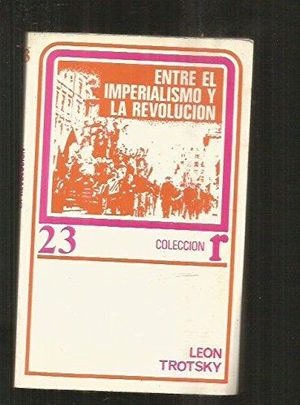 ENTRE EL
IMPERIALISMO Y
LA REVOLUCION
23
COLECCION r
LEON
TROTSKY